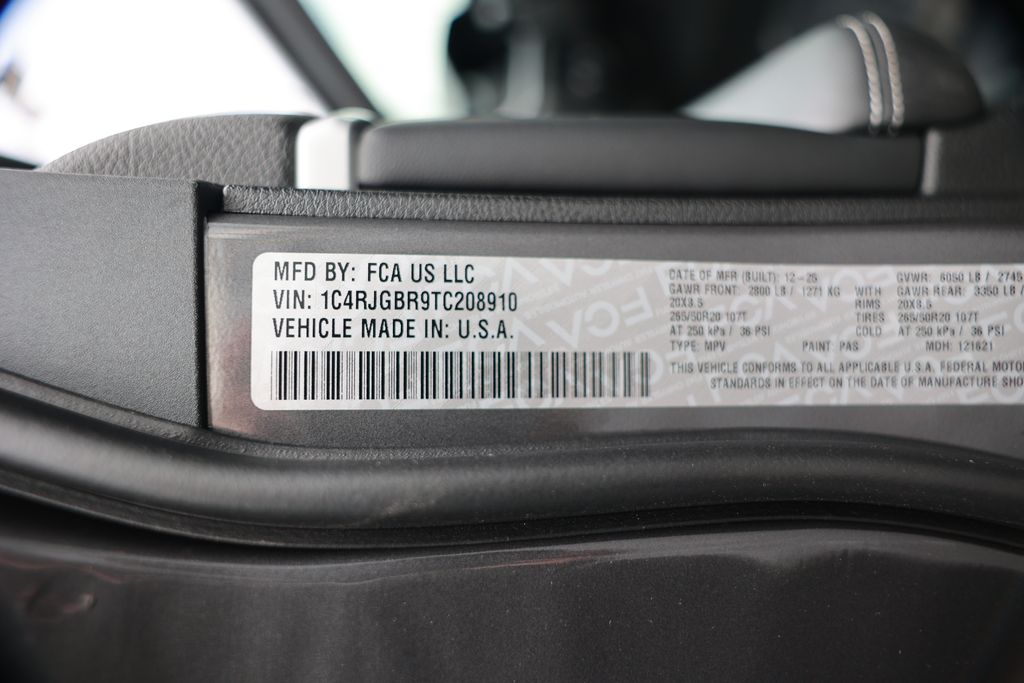 MFD BY: FCA US LLC
VIN: 1C4RJGBR9TC208910
VEHICLE MADE IN: U.S.A.
DATE OF MFR (BUILT): 12-25 GVWR: 6050 LB / 2745
GAWR FRONT: 2800 LB / 1271 KG WITH GAWR REAR: 3350 LB /
20X8.5 RIMS 20X8.5
265/50R20 107T TIRES 265/50R20 107T
AT 250 kPa / 36 PSI COLD AT 250 kPa / 36 PSI
TYPE: MPV PAINT: PAS MDH: 121621
THIS VEHICLE CONFORMS TO ALL APPLICABLE U.S.A. FEDERAL MOTO
STANDARDS IN EFFECT ON THE DATE OF MANUFACTURE SHO